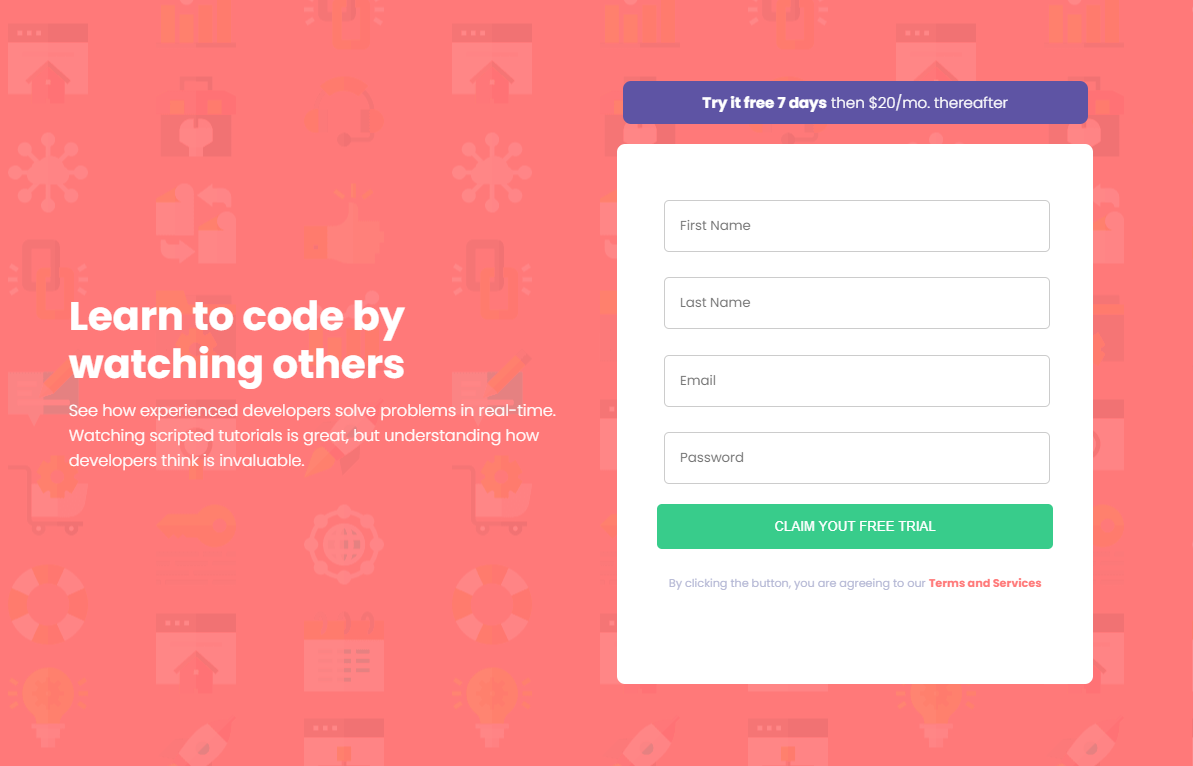 Try it free 7 days then $20/mo. thereafter
First Name
Last Name
Learn to code by
watching others
See how experienced developers solve problems in real-time.
Watching scripted tutorials is great, but understanding how
developers think is invaluable.
Email
Password
CLAIM YOUT FREE TRIAL
By clicking the button, you are agreeing to our Terms and Services